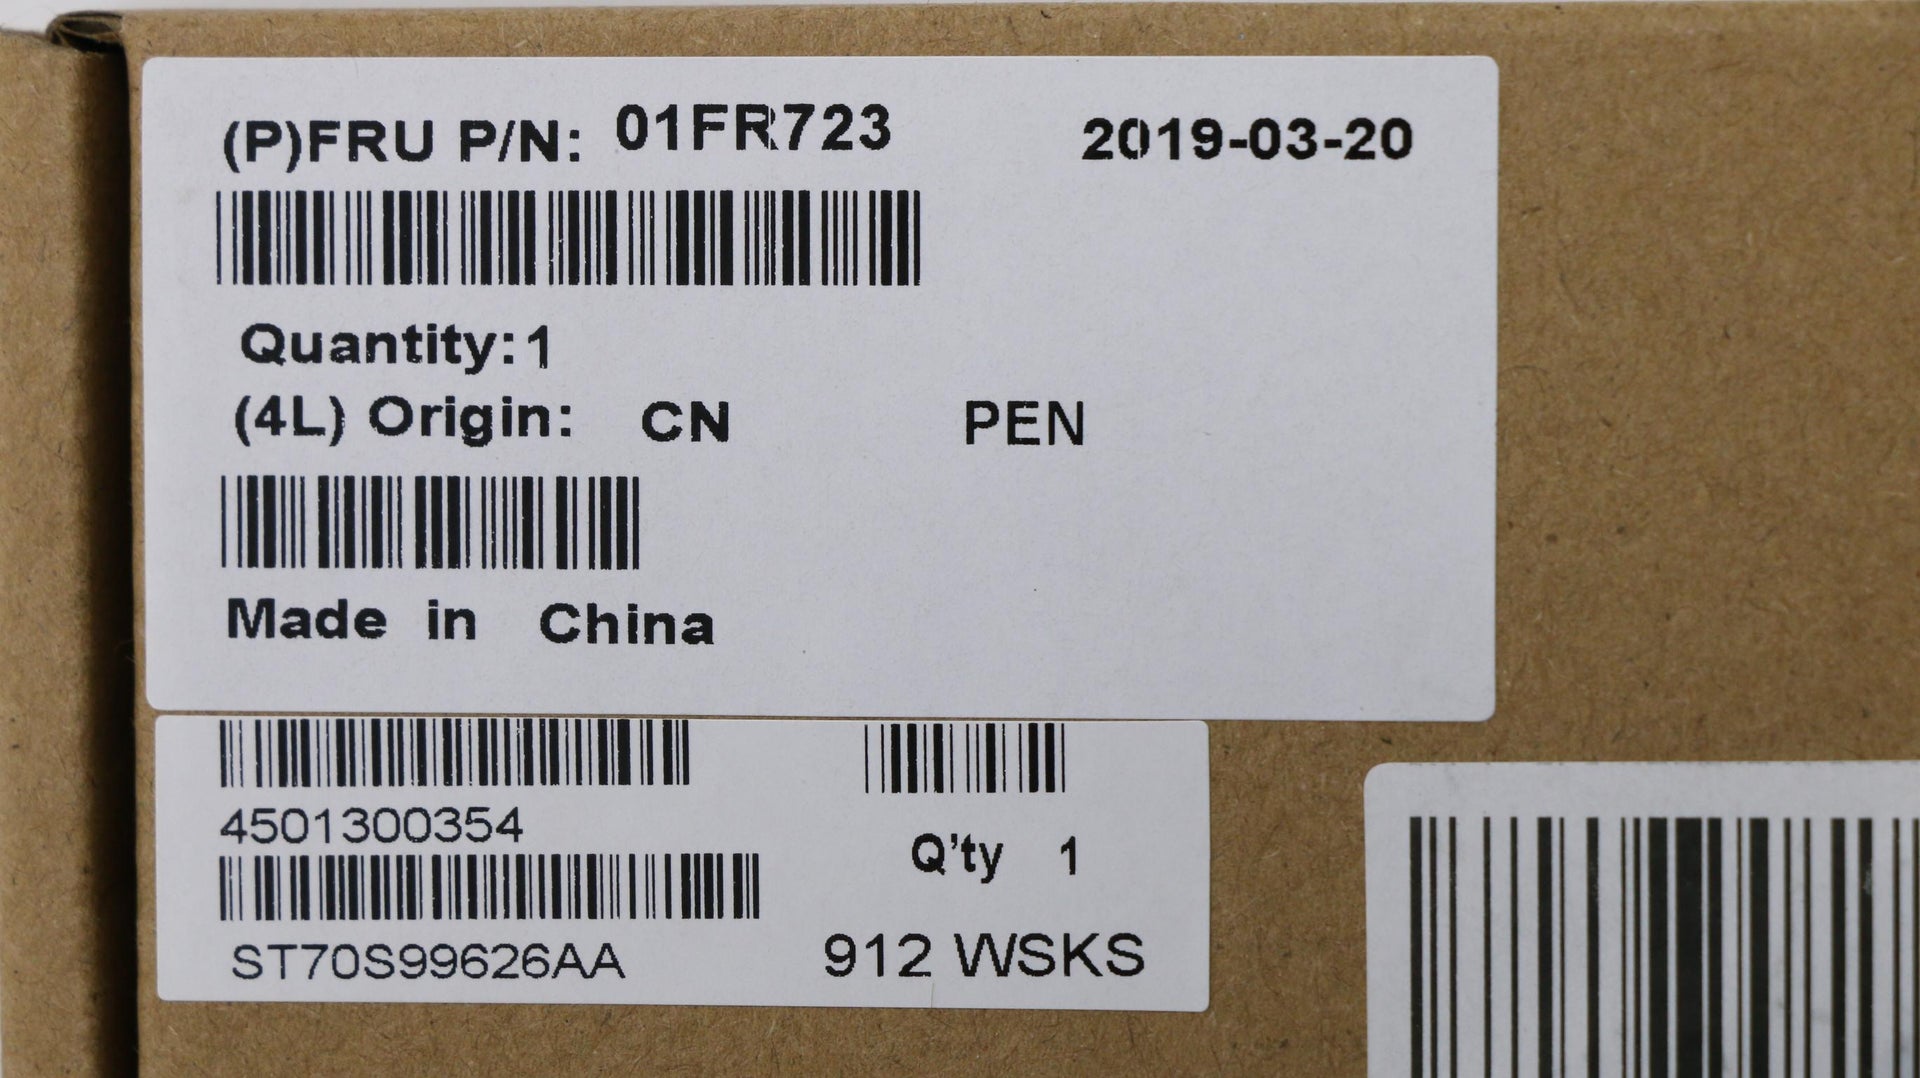 (P)FRU P/N: 01FR723 2019-03-20
Quantity: 1
(4L) Origin: CN PEN
Made in China
4501300354
Q'ty 1
ST70S99626AA 912 WSKS